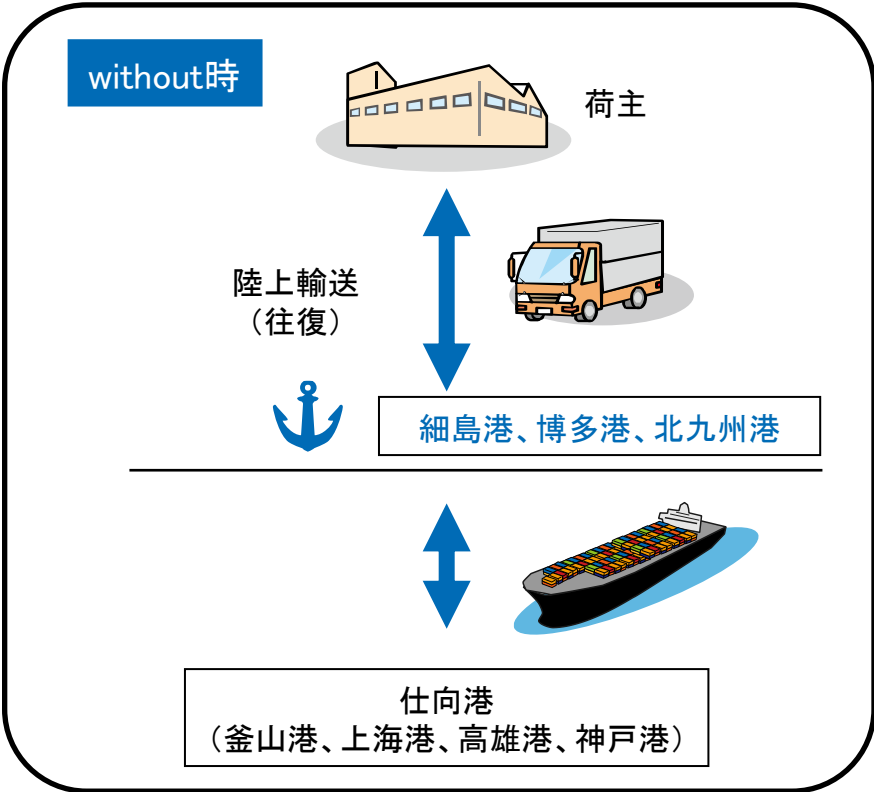 without時
荷主
陸上輸送
（往復）
細島港、博多港、北九州港
仕向港
（釜山港、上海港、高雄港、神戸港）